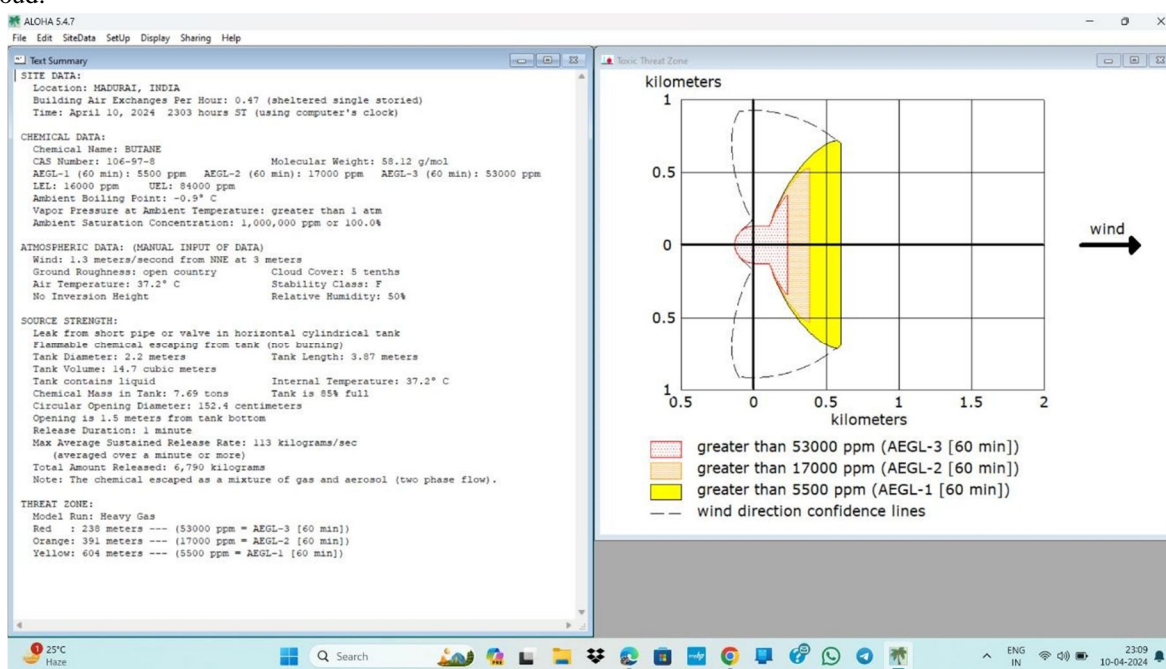 oud.
ALOHA 5.4.7
File Edit SiteData SetUp Display Sharing Help
Text Summary
SITE DATA:
Location: MADURAI, INDIA
Building Air Exchanges Per Hour: 0.47 (sheltered single storied)
Time: April 10, 2024 2303 hours ST (using computer's clock)
CHEMICAL DATA:
Chemical Name: BUTANE
CAS Number: 106-97-8 Molecular Weight: 58.12 g/mol
AEGL-1 (60 min): 5500 ppm AEGL-2 (60 min): 17000 ppm AEGL-3 (60 min): 53000 ppm
LEL: 16000 ppm UEL: 84000 ppm
Ambient Boiling Point: -0.9° C
Vapor Pressure at Ambient Temperature: greater than 1 atm
Ambient Saturation Concentration: 1,000,000 ppm or 100.0%
ATMOSPHERIC DATA: (MANUAL INPUT OF DATA)
Wind: 1.3 meters/second from NNE at 3 meters
Ground Roughness: open country Cloud Cover: 5 tenths
Air Temperature: 37.2° C Stability Class: F
No Inversion Height Relative Humidity: 50%
SOURCE STRENGTH:
Leak from short pipe or valve in horizontal cylindrical tank
Flammable chemical escaping from tank (not burning)
Tank Diameter: 2.2 meters Tank Length: 3.87 meters
Tank Volume: 14.7 cubic meters
Tank contains liquid Internal Temperature: 37.2° C
Chemical Mass in Tank: 7.69 tons Tank is 85% full
Circular Opening Diameter: 152.4 centimeters
Opening is 1.5 meters from tank bottom
Release Duration: 1 minute
Max Average Sustained Release Rate: 113 kilograms/sec
(averaged over a minute or more)
Total Amount Released: 6,790 kilograms
Note: The chemical escaped as a mixture of gas and aerosol (two phase flow).
THREAT ZONE:
Model Run: Heavy Gas
Red : 238 meters --- (53000 ppm = AEGL-3 [60 min])
Orange: 391 meters --- (17000 ppm = AEGL-2 [60 min])
Yellow: 604 meters --- (5500 ppm = AEGL-1 [60 min])
Toxic Threat Zone
kilometers
1
0.5
0
0.5
1
0.5 0 0.5 1 1.5 2
kilometers
wind
greater than 53000 ppm (AEGL-3 [60 min])
greater than 17000 ppm (AEGL-2 [60 min])
greater than 5500 ppm (AEGL-1 [60 min])
wind direction confidence lines
1
25°C
Haze
Search
ENG
IN
23:09
10-04-2024